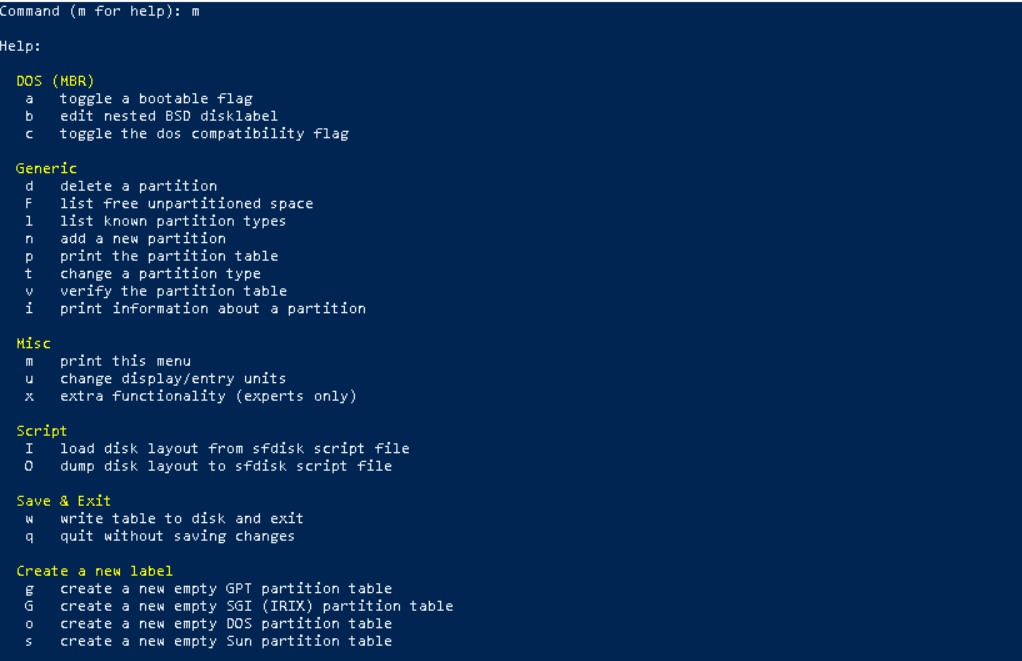 Command (m for help): m
Help:
DOS (MBR)
a toggle a bootable flag
b edit nested BSD disklabel
c toggle the dos compatibility flag
Generic
d delete a partition
F list free unpartitioned space
l list known partition types
n add a new partition
p print the partition table
t change a partition type
v verify the partition table
i print information about a partition
Misc
m print this menu
u change display/entry units
x extra functionality (experts only)
Script
I load disk layout from sfdisk script file
O dump disk layout to sfdisk script file
Save & Exit
w write table to disk and exit
q quit without saving changes
Create a new label
g create a new empty GPT partition table
G create a new empty SGI (IRIX) partition table
o create a new empty DOS partition table
s create a new empty Sun partition table